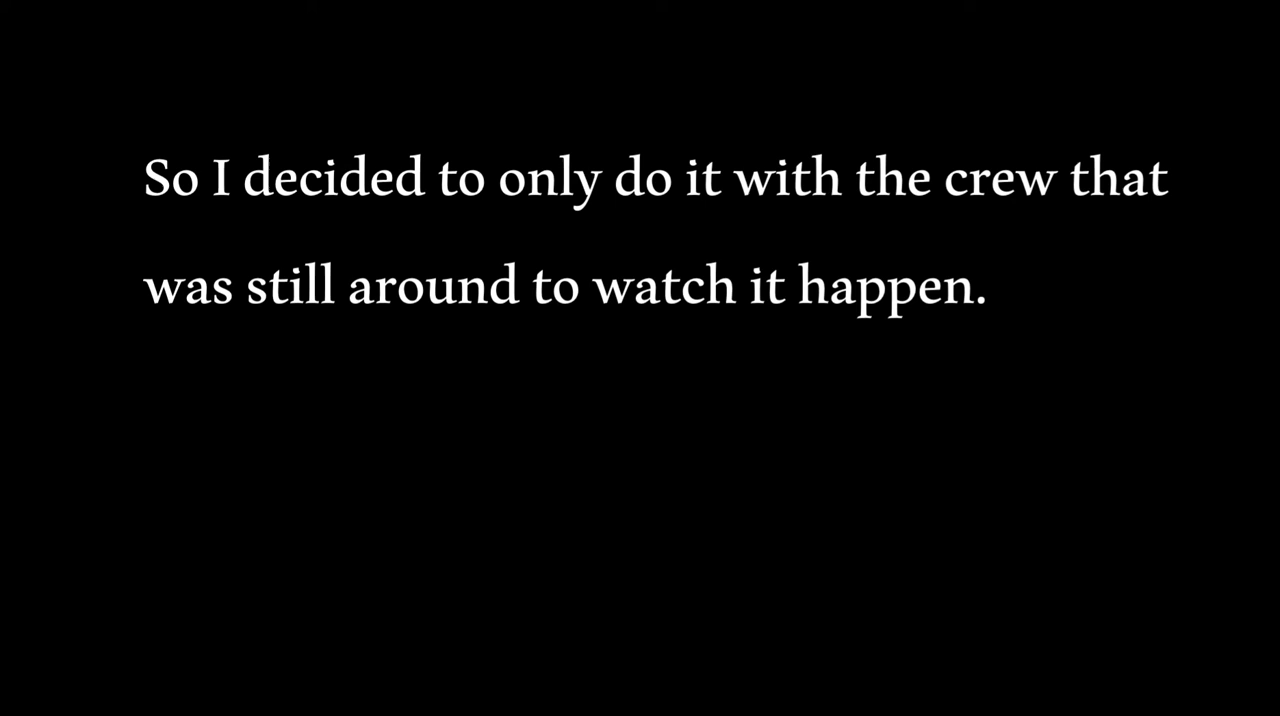 So I decided to only do it with the crew that
was still around to watch it happen.